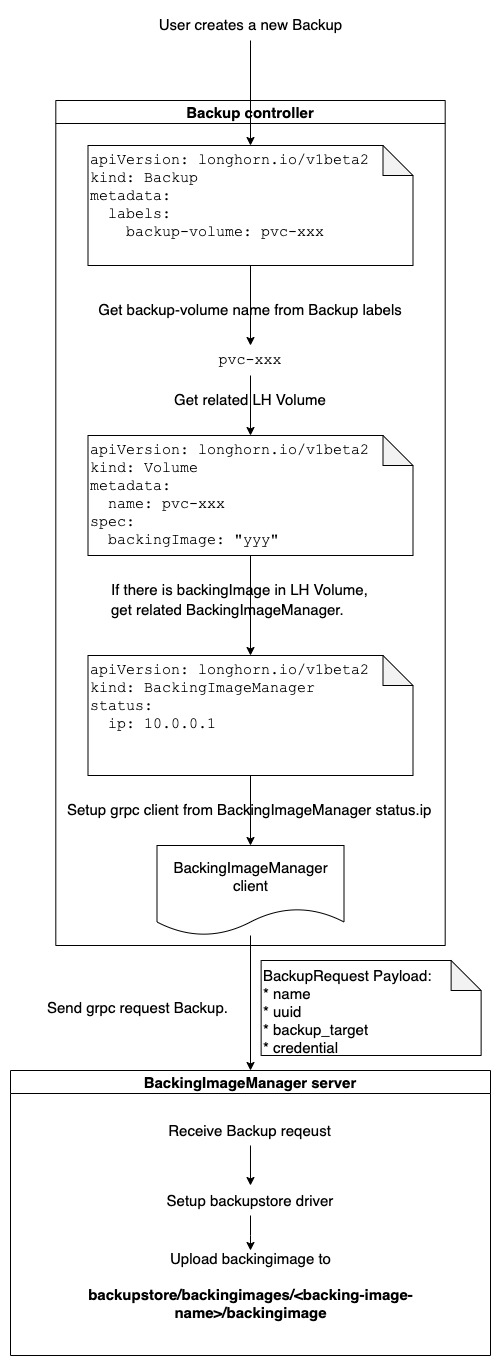 User creates a new Backup
Backup controller
apiVersion: longhorn.io/v1beta2
kind: Backup
metadata:
  labels:
    backup-volume: pvc-xxx
Get backup-volume name from Backup labels
pvc-xxx
Get related LH Volume
apiVersion: longhorn.io/v1beta2
kind: Volume
metadata:
  name: pvc-xxx
spec:
  backingImage: "yyy"
If there is backingImage in LH Volume,
get related BackingImageManager.
apiVersion: longhorn.io/v1beta2
kind: BackingImageManager
status:
  ip: 10.0.0.1
Setup grpc client from BackingImageManager status.ip
BackingImageManager
client
Send grpc request Backup.
BackupRequest Payload:
* name
* uuid
* backup_target
* credential
BackingImageManager server
Receive Backup reqeust
Setup backupstore driver
Upload backingimage to
backupstore/backingimages/<backing-image-
name>/backingimage